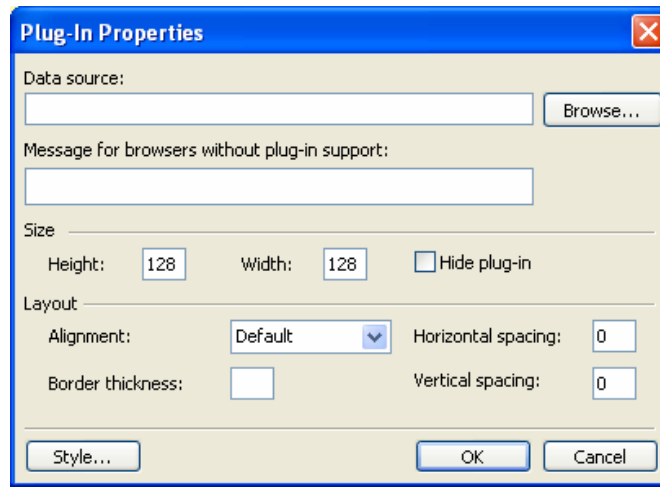 Plug-In Properties
Data source:
Browse...
Message for browsers without plug-in support:
Size
Height: 128 Width: 128 Hide plug-in
Layout
Alignment: Default Horizontal spacing: 0
Border thickness: Vertical spacing: 0
Style... OK Cancel